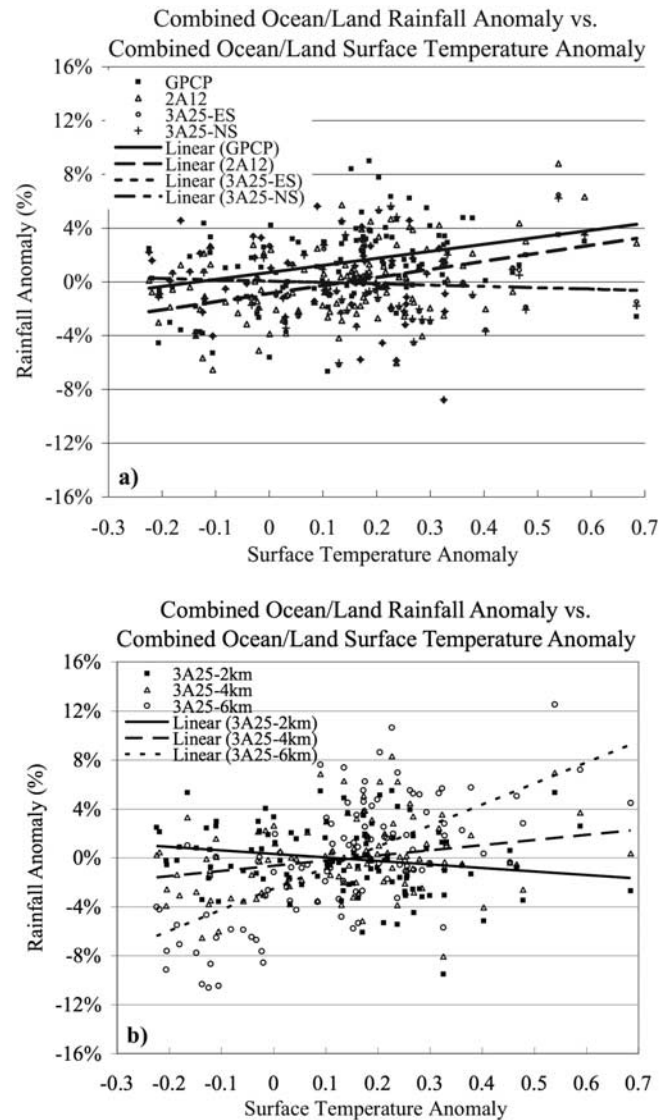 Combined Ocean/Land Rainfall Anomaly vs.
Combined Ocean/Land Surface Temperature Anomaly
16%
12%
8%
4%
0%
-4%
-8%
-12%
-16%
Rainfall Anomaly (%)
GPCP
2A12
3A25-ES
3A25-NS
Linear (GPCP)
Linear (2A12)
Linear (3A25-ES)
Linear (3A25-NS)
a)
-0.3 -0.2 -0.1 0 0.1 0.2 0.3 0.4 0.5 0.6 0.7
Surface Temperature Anomaly
Combined Ocean/Land Rainfall Anomaly vs.
Combined Ocean/Land Surface Temperature Anomaly
16%
12%
8%
4%
0%
-4%
-8%
-12%
-16%
Rainfall Anomaly (%)
3A25-2km
3A25-4km
3A25-6km
Linear (3A25-2km)
Linear (3A25-4km)
Linear (3A25-6km)
b)
-0.3 -0.2 -0.1 0 0.1 0.2 0.3 0.4 0.5 0.6 0.7
Surface Temperature Anomaly